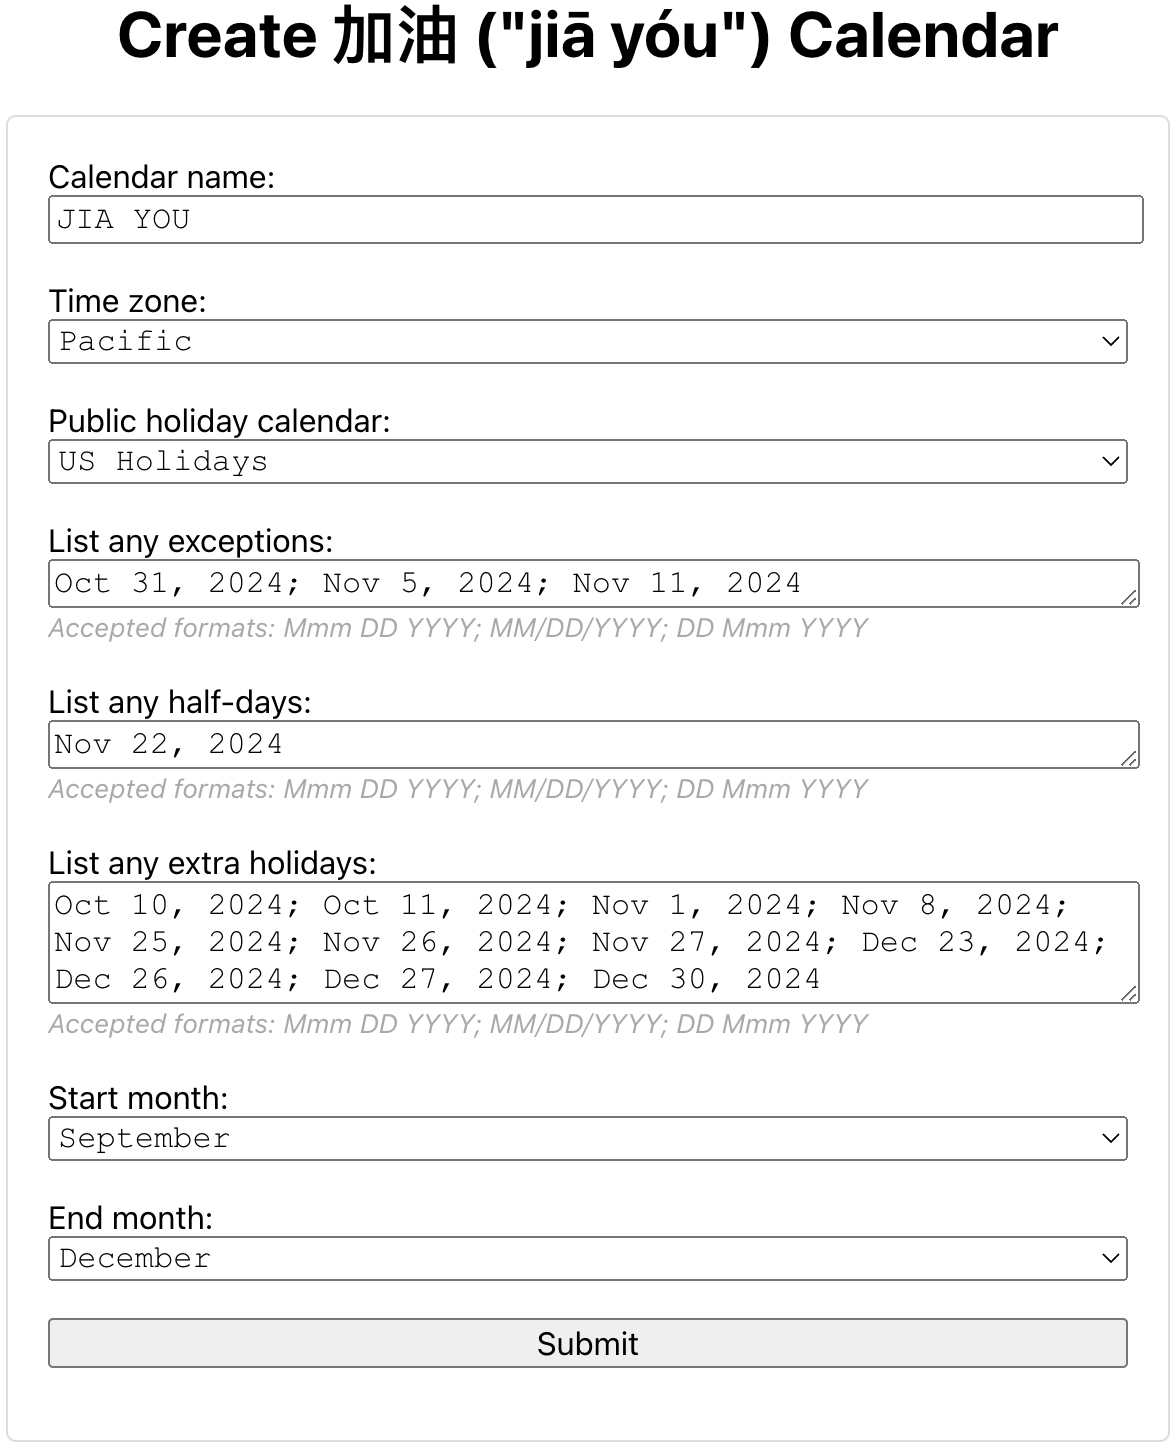 Create 加油 ("jiā yóu") Calendar
Calendar name:
JIA YOU
Time zone:
Pacific
Public holiday calendar:
US Holidays
List any exceptions:
Oct 31, 2024; Nov 5, 2024; Nov 11, 2024
Accepted formats: Mmm DD YYYY; MM/DD/YYYY; DD Mmm YYYY
List any half-days:
Nov 22, 2024
Accepted formats: Mmm DD YYYY; MM/DD/YYYY; DD Mmm YYYY
List any extra holidays:
Oct 10, 2024; Oct 11, 2024; Nov 1, 2024; Nov 8, 2024;
Nov 25, 2024; Nov 26, 2024; Nov 27, 2024; Dec 23, 2024;
Dec 26, 2024; Dec 27, 2024; Dec 30, 2024
Accepted formats: Mmm DD YYYY; MM/DD/YYYY; DD Mmm YYYY
Start month:
September
End month:
December
Submit